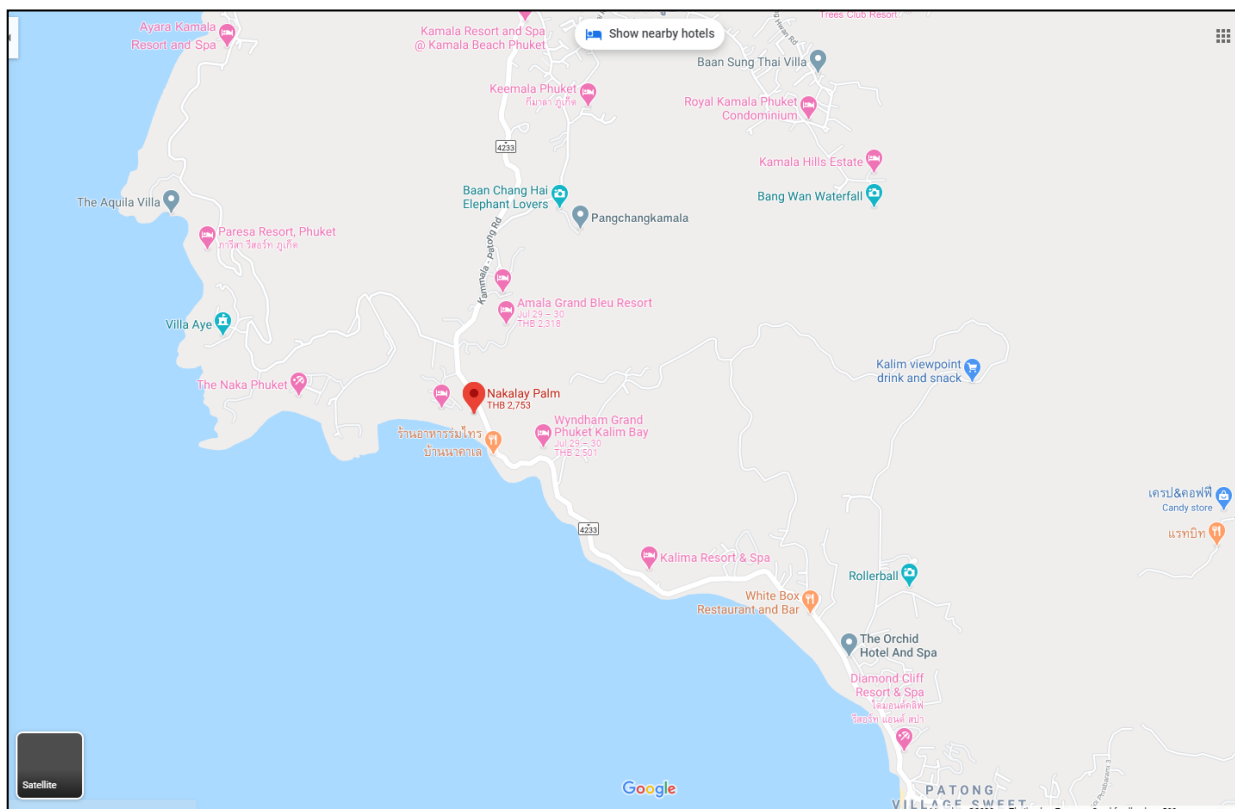 Trees Club Resort
Ayara Kamala
Resort and Spa
Kamala Resort and Spa
@ Kamala Beach Phuket
Show nearby hotels
Baan Sung Thai Villa
Keemala Phuket
กีมาลา ภูเก็ต
Royal Kamala Phuket
Condominium
4233
Kamala Hills Estate
Baan Chang Hai
Elephant Lovers
Bang Wan Waterfall
The Aquila Villa
Pangchangkamala
Paresa Resort, Phuket
ภารีสา รีสอร์ท ภูเก็ต
Kammala - Patong Rd
Amala Grand Bleu Resort
Jul 29 – 30
THB 2,318
Villa Aye
Kalim viewpoint
drink and snack
The Naka Phuket
Nakalay Palm
THB 2,753
Wyndham Grand
Phuket Kalim Bay
Jul 29 – 30
THB 2,501
ร้านอาหารร่มไทร
บ้านนาคาเล
เครป&คอฟฟี่
Candy store
4233
แรทบิท
Kalima Resort & Spa
Rollerball
White Box
Restaurant and Bar
The Orchid
Hotel And Spa
Diamond Cliff
Resort & Spa
ไดมอนด์คลิฟ
รีสอร์ท แอนด์ สปา
Satellite
Google
PATONG
VILLAGE SWEET